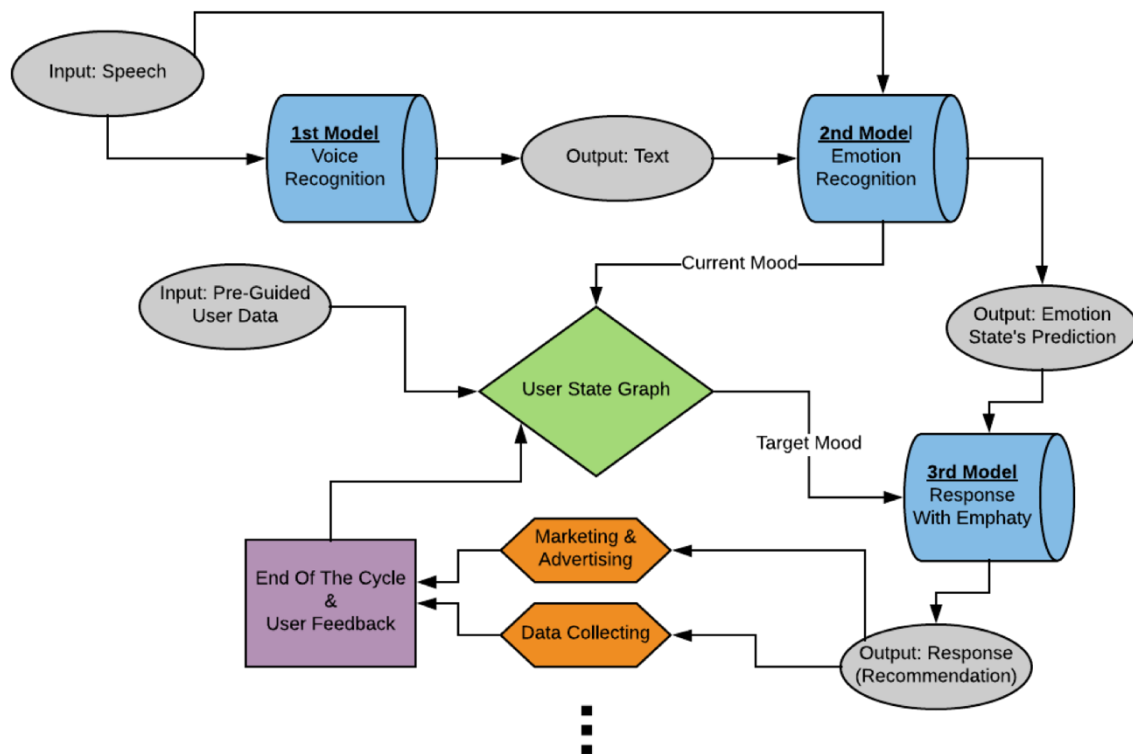 Input: Speech
1st Model
Voice
Recognition
Output: Text
2nd Model
Emotion
Recognition
Current Mood
Input: Pre-Guided
User Data
Output: Emotion
State's Prediction
User State Graph
Target Mood
3rd Model
Response
With Emphaty
Marketing &
Advertising
End Of The Cycle
&
User Feedback
Data Collecting
Output: Response
(Recommendation)